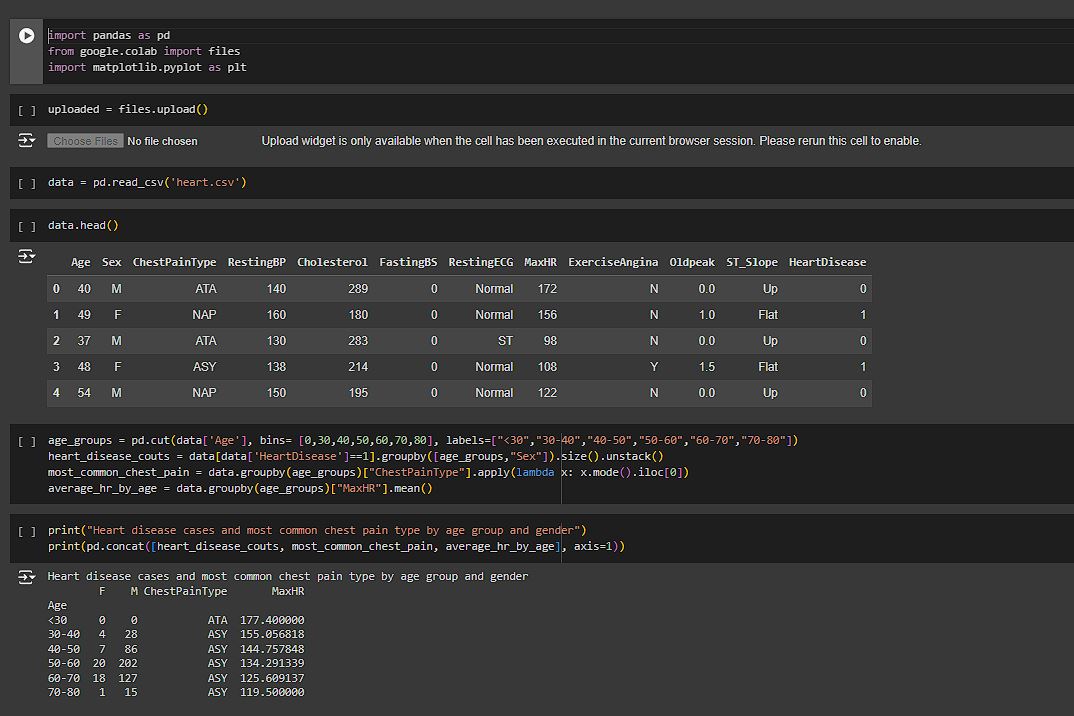 import pandas as pd
from google.colab import files
import matplotlib.pyplot as plt
[ ] uploaded = files.upload()
Choose Files No file chosen Upload widget is only available when the cell has been executed in the current browser session. Please rerun this cell to enable.
[ ] data = pd.read_csv('heart.csv')
[ ] data.head()
Age Sex ChestPainType RestingBP Cholesterol FastingBS RestingECG MaxHR ExerciseAngina Oldpeak ST_Slope HeartDisease
0 40 M ATA 140 289 0 Normal 172 N 0.0 Up 0
1 49 F NAP 160 180 0 Normal 156 N 1.0 Flat 1
2 37 M ATA 130 283 0 ST 98 N 0.0 Up 0
3 48 F ASY 138 214 0 Normal 108 Y 1.5 Flat 1
4 54 M NAP 150 195 0 Normal 122 N 0.0 Up 0
[ ] age_groups = pd.cut(data['Age'], bins= [0,30,40,50,60,70,80], labels=["<30","30-40","40-50","50-60","60-70","70-80"])
heart_disease_couts = data[data['HeartDisease']==1].groupby([age_groups,"Sex"]).size().unstack()
most_common_chest_pain = data.groupby(age_groups)["ChestPainType"].apply(lambda x: x.mode().iloc[0])
average_hr_by_age = data.groupby(age_groups)["MaxHR"].mean()
[ ] print("Heart disease cases and most common chest pain type by age group and gender")
print(pd.concat([heart_disease_couts, most_common_chest_pain, average_hr_by_age], axis=1))
Heart disease cases and most common chest pain type by age group and gender
F M ChestPainType MaxHR
Age
<30 0 0 ATA 177.400000
30-40 4 28 ASY 155.056818
40-50 7 86 ASY 144.757848
50-60 20 202 ASY 134.291339
60-70 18 127 ASY 125.609137
70-80 1 15 ASY 119.500000